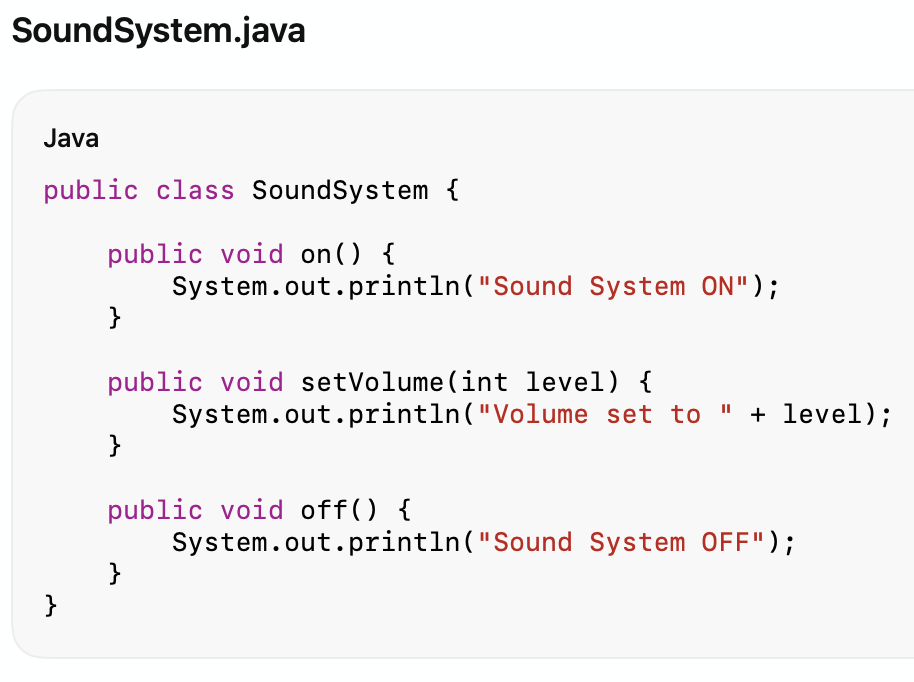 SoundSystem.java
Java
public class SoundSystem {
    public void on() {
        System.out.println("Sound System ON");
    }
    public void setVolume(int level) {
        System.out.println("Volume set to " + level);
    }
    public void off() {
        System.out.println("Sound System OFF");
    }
}